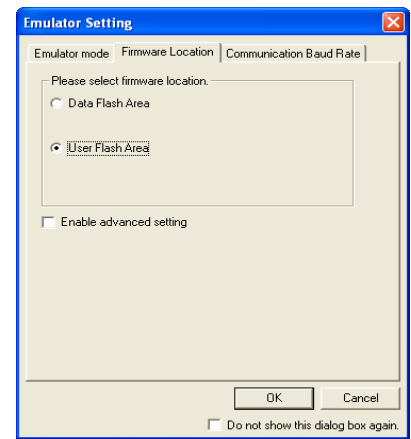 Emulator Setting
Emulator mode Firmware Location Communication Baud Rate
Please select firmware location.
Data Flash Area
User Flash Area
Enable advanced setting
OK Cancel
Do not show this dialog box again.